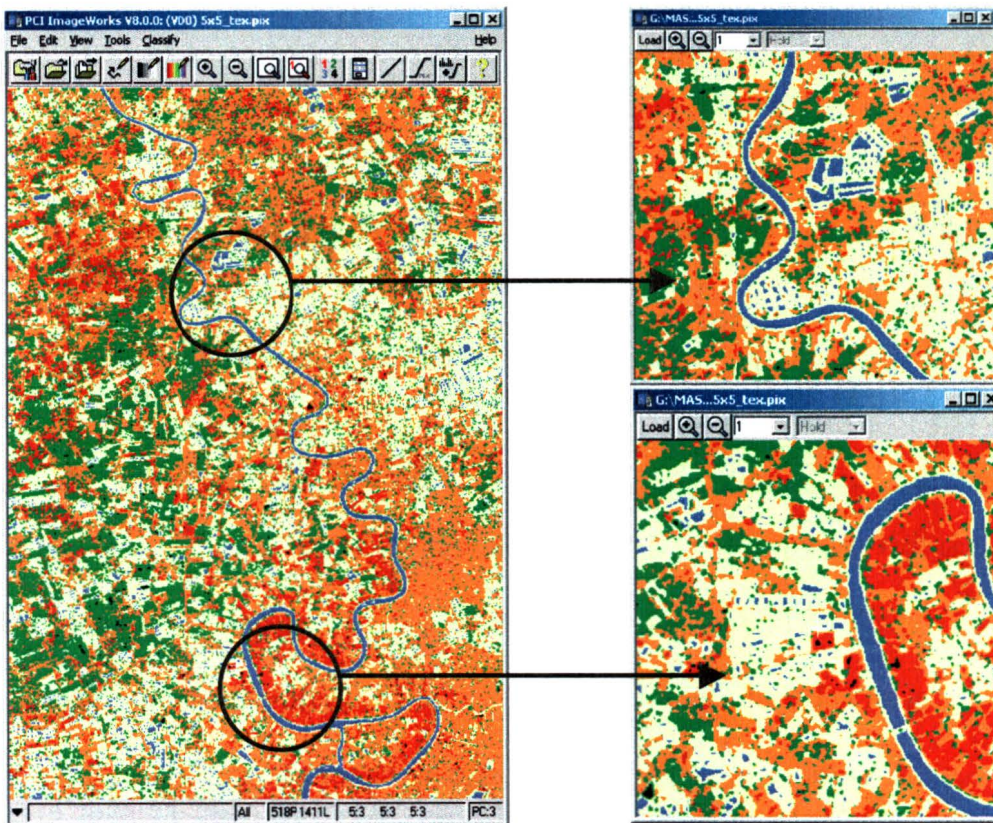 PCI ImageWorks V8.0.0: (VD0) 5x5_tex.pix
File Edit View Tools Classify Help
All 518P 1411L 5:3 5:3 5:3 PC:3
G:\MAS...5x5_tex.pix
Load 1 Hold
G:\MAS...5x5_tex.pix
Load 1 Hold